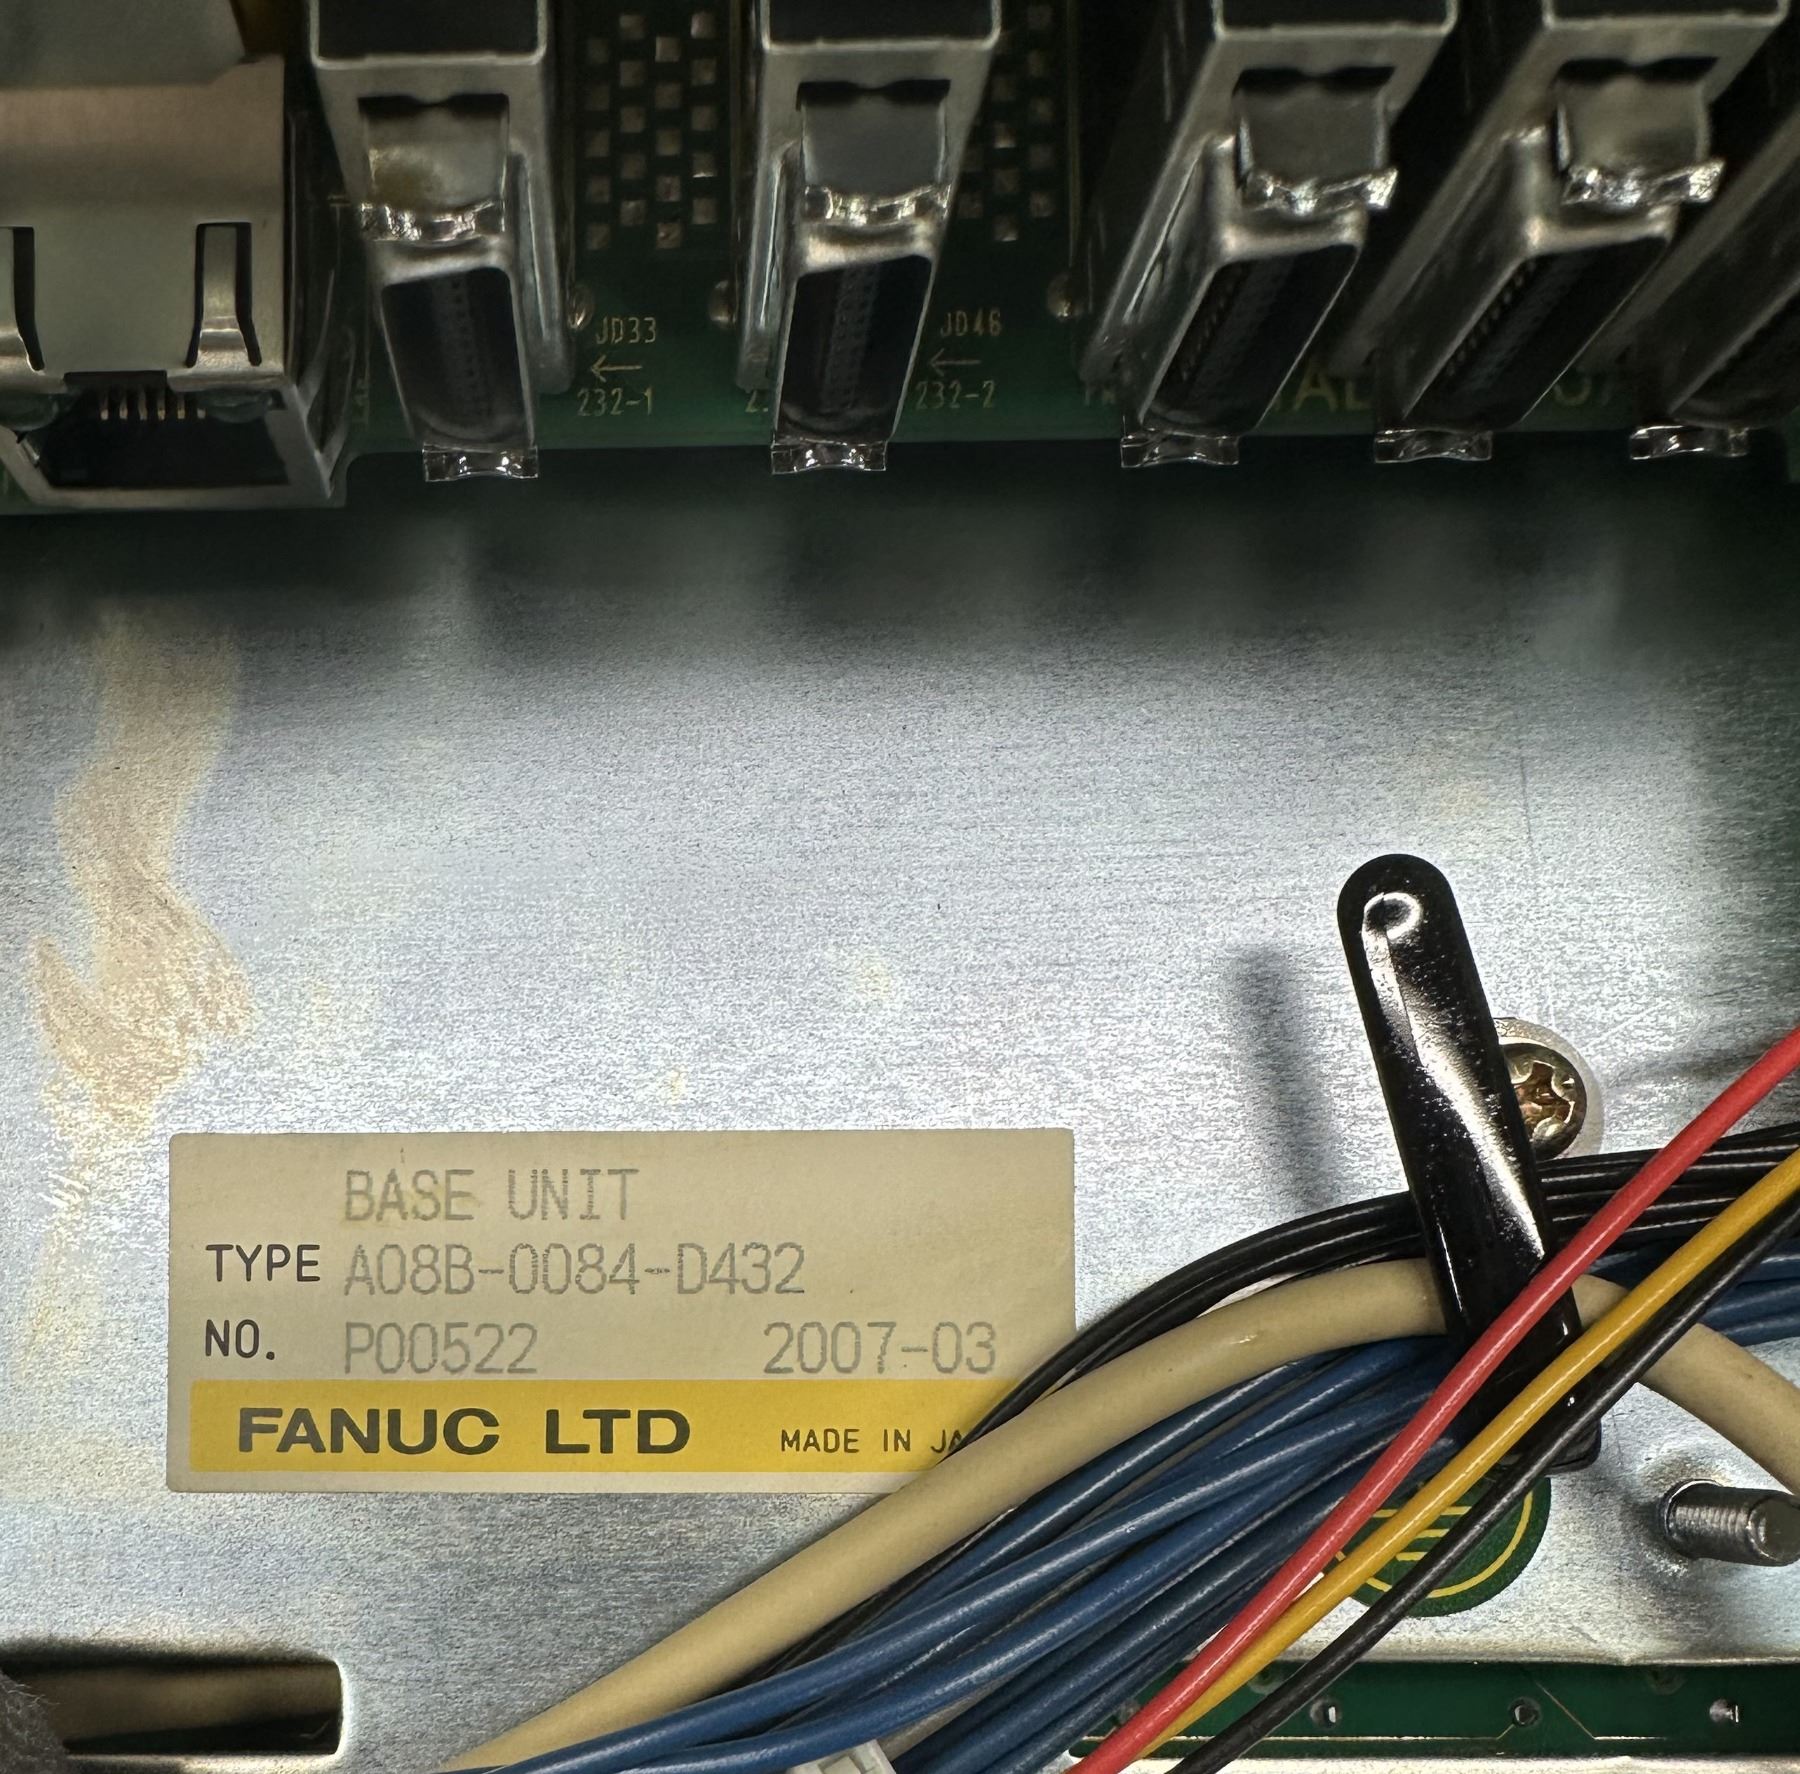 JD33
232-1
JD46
232-2
BASE UNIT
TYPE A08B-0084-D432
NO. P00522 2007-03
FANUC LTD MADE IN